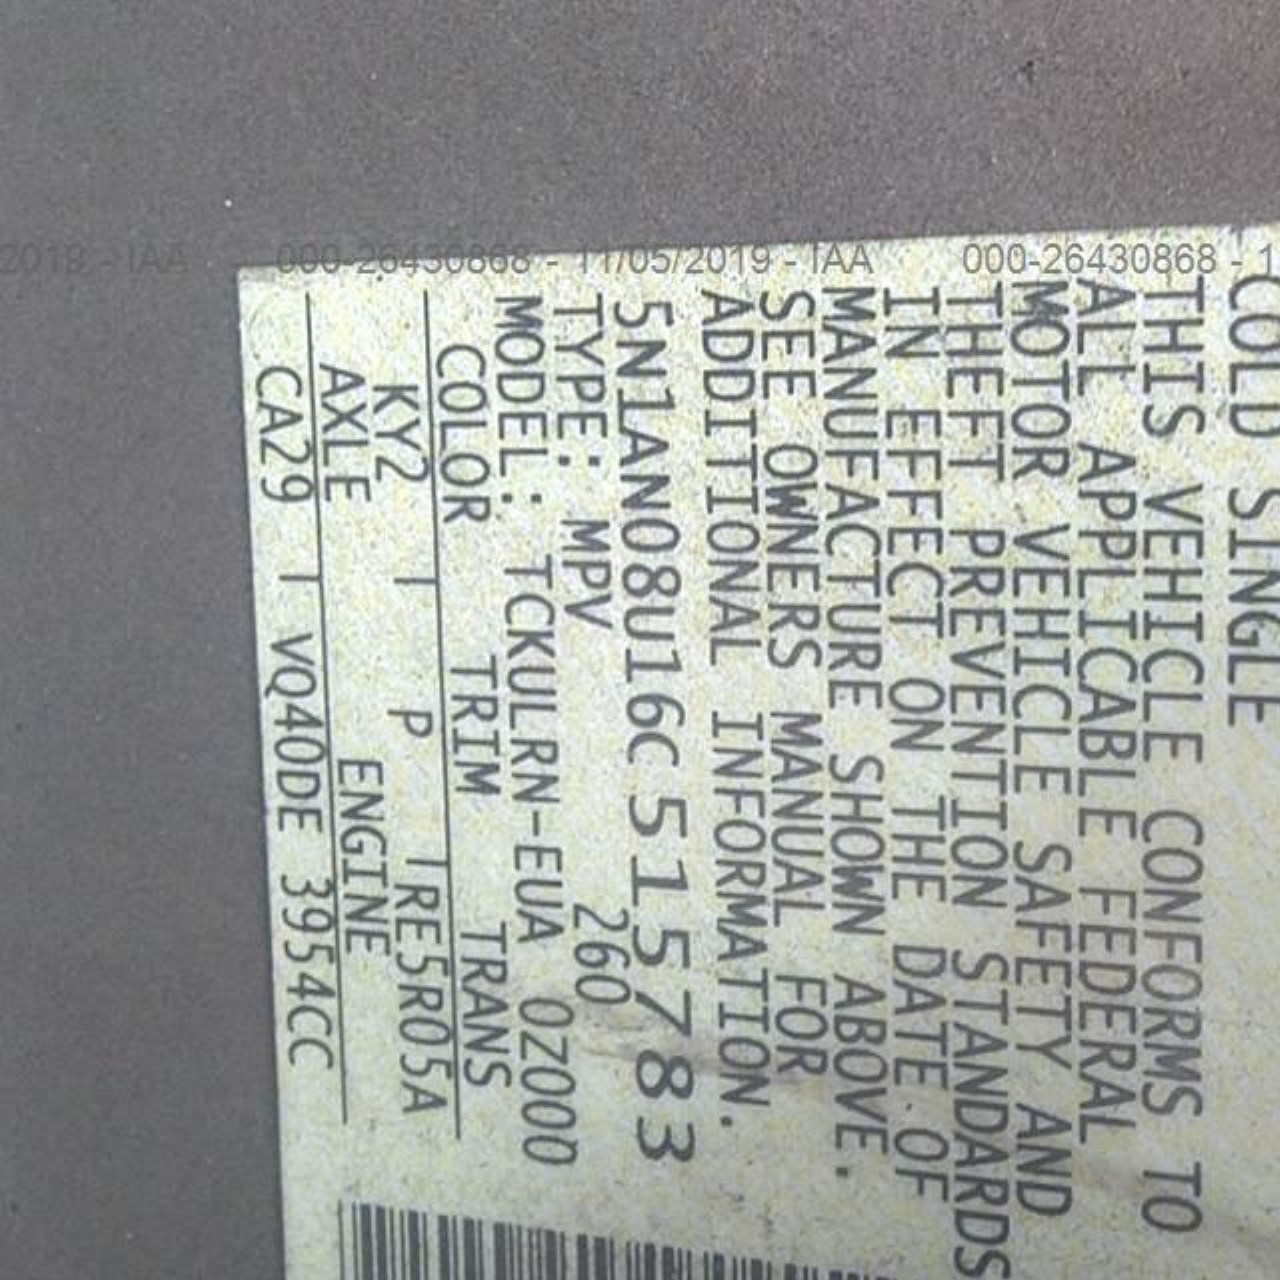 COLD SINGLE
THIS VEHICLE CONFORMS TO
ALL APPLICABLE FEDERAL
MOTOR VEHICLE SAFETY AND
THEFT PREVENTION STANDARDS
IN EFFECT ON THE DATE OF
MANUFACTURE SHOWN ABOVE.
SEE OWNERS MANUAL FOR
ADDITIONAL INFORMATION.
5N1AN08U16C515783
TYPE: MPV 260
MODEL: TCKULRN-EUA 0Z000
COLOR TRIM TRANS
KY2 I P IRE5R05A
AXLE ENGINE
CA29 I VQ40DE 3954CC
2019 - IAA 000-26430868 - 11/05/2019 - IAA 000-26430868 - 1